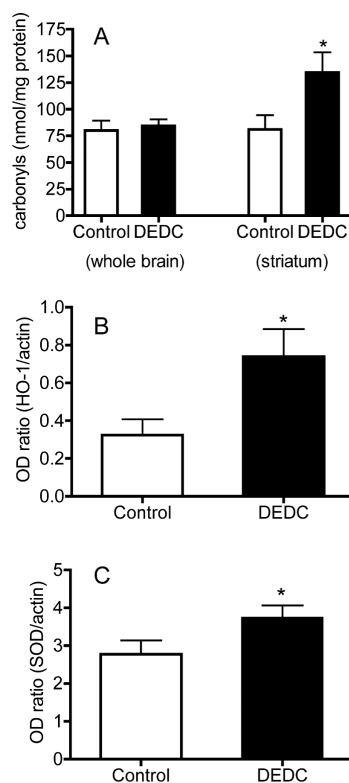 A
carbonyls (nmol/mg protein)
175
150
125
100
75
50
25
0
*
Control DEDC Control DEDC
(whole brain) (striatum)
B
OD ratio (HO-1/actin)
1.0
0.8
0.6
0.4
0.2
0.0
*
Control DEDC
C
OD ratio (SOD/actin)
5
4
3
2
1
0
*
Control DEDC